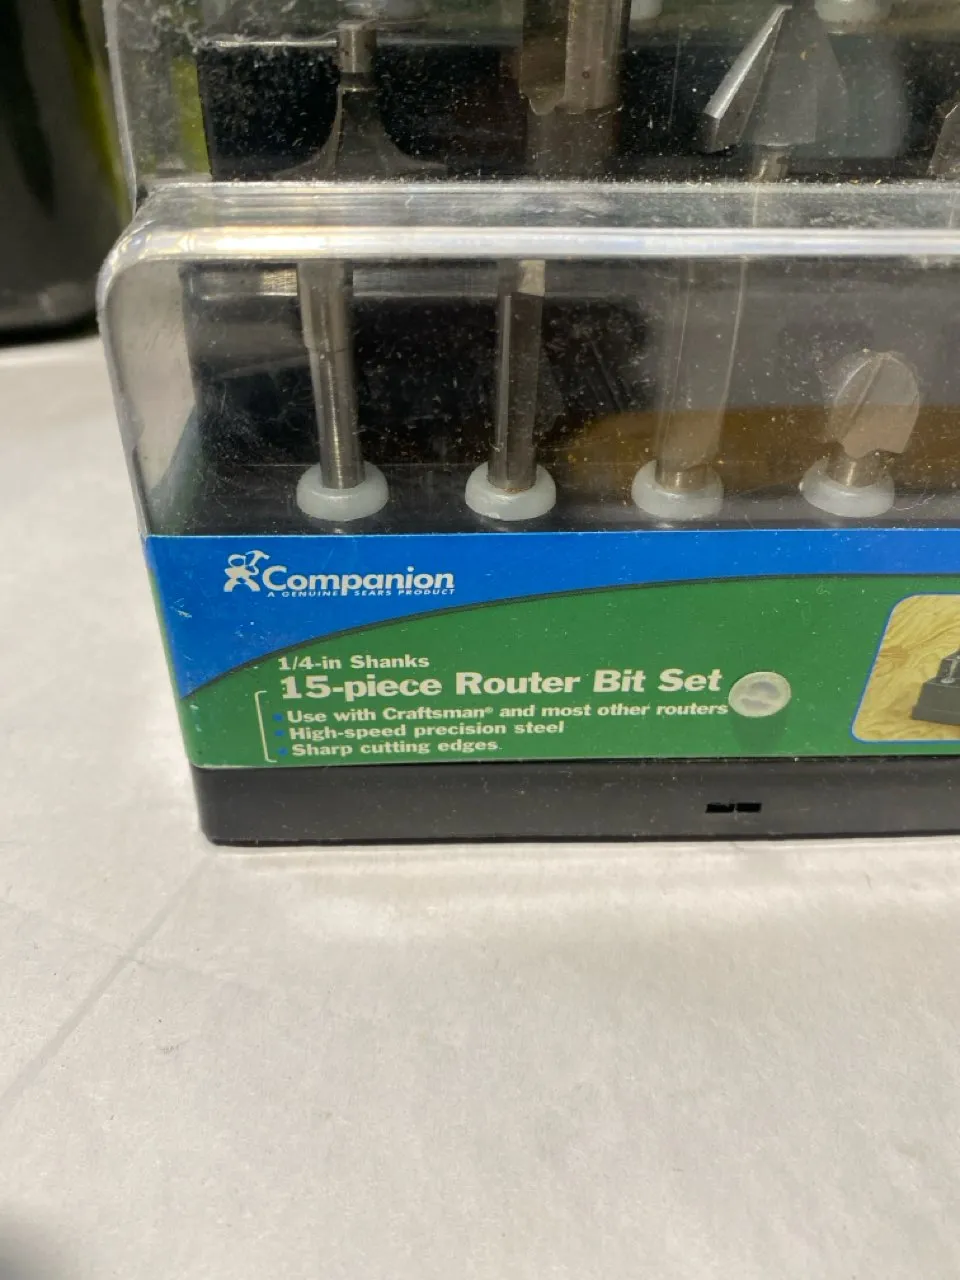 Companion
A GENUINE SEARS PRODUCT
1/4-in Shanks
15-piece Router Bit Set
Use with Craftsman® and most other routers
High-speed precision steel
Sharp cutting edges.